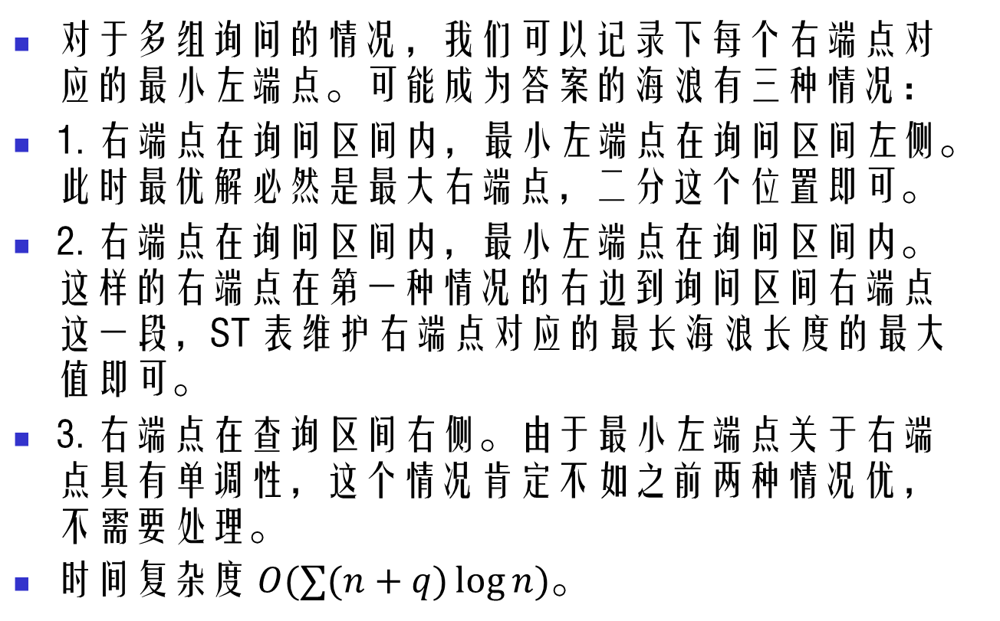 对于多组询问的情况，我们可以记录下每个右端点对
应的最小左端点。可能成为答案的海浪有三种情况：
1. 右端点在询问区间内，最小左端点在询问区间左侧。
此时最优解必然是最大右端点，二分这个位置即可。
2. 右端点在询问区间内，最小左端点在询问区间内。
这样的右端点在第一种情况的右边到询问区间右端点
这一段，ST 表维护右端点对应的最长海浪长度的最大
值即可。
3. 右端点在查询区间右侧。由于最小左端点关于右端
点具有单调性，这个情况肯定不如之前两种情况优，
不需要处理。
时间复杂度 O(∑(n + q) log n)。